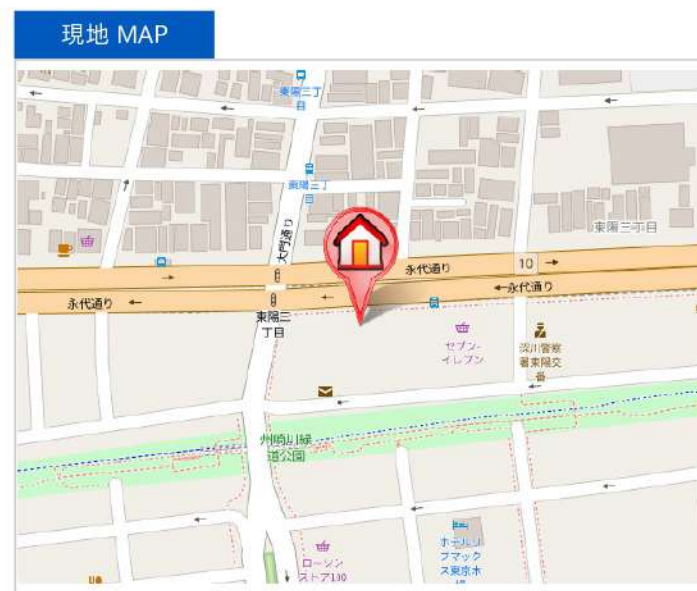 現地 MAP
東陽三丁
目
東陽三丁
目
大門通り
東陽三丁目
永代通り
10
永代通り
永代通り
東陽三
丁目
セブン-
イレブン
深川警察
署東陽交
番
州崎川緑
道公園
ホテルリ
ブマック
ス東京木
ローソン
ストア100